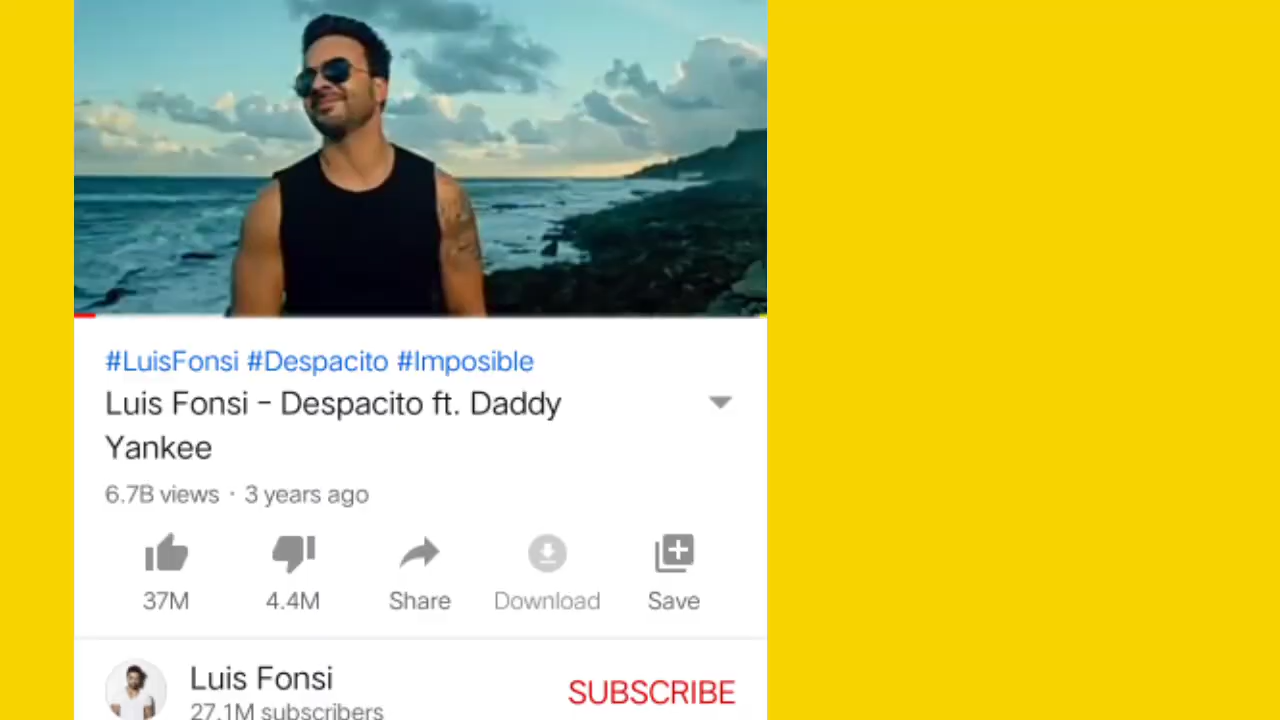 #LuisFonsi #Despacito #Imposible
Luis Fonsi – Despacito ft. Daddy
Yankee
6.7B views · 3 years ago
37M 4.4M Share Download Save
Luis Fonsi
SUBSCRIBE
27.1M subscribers